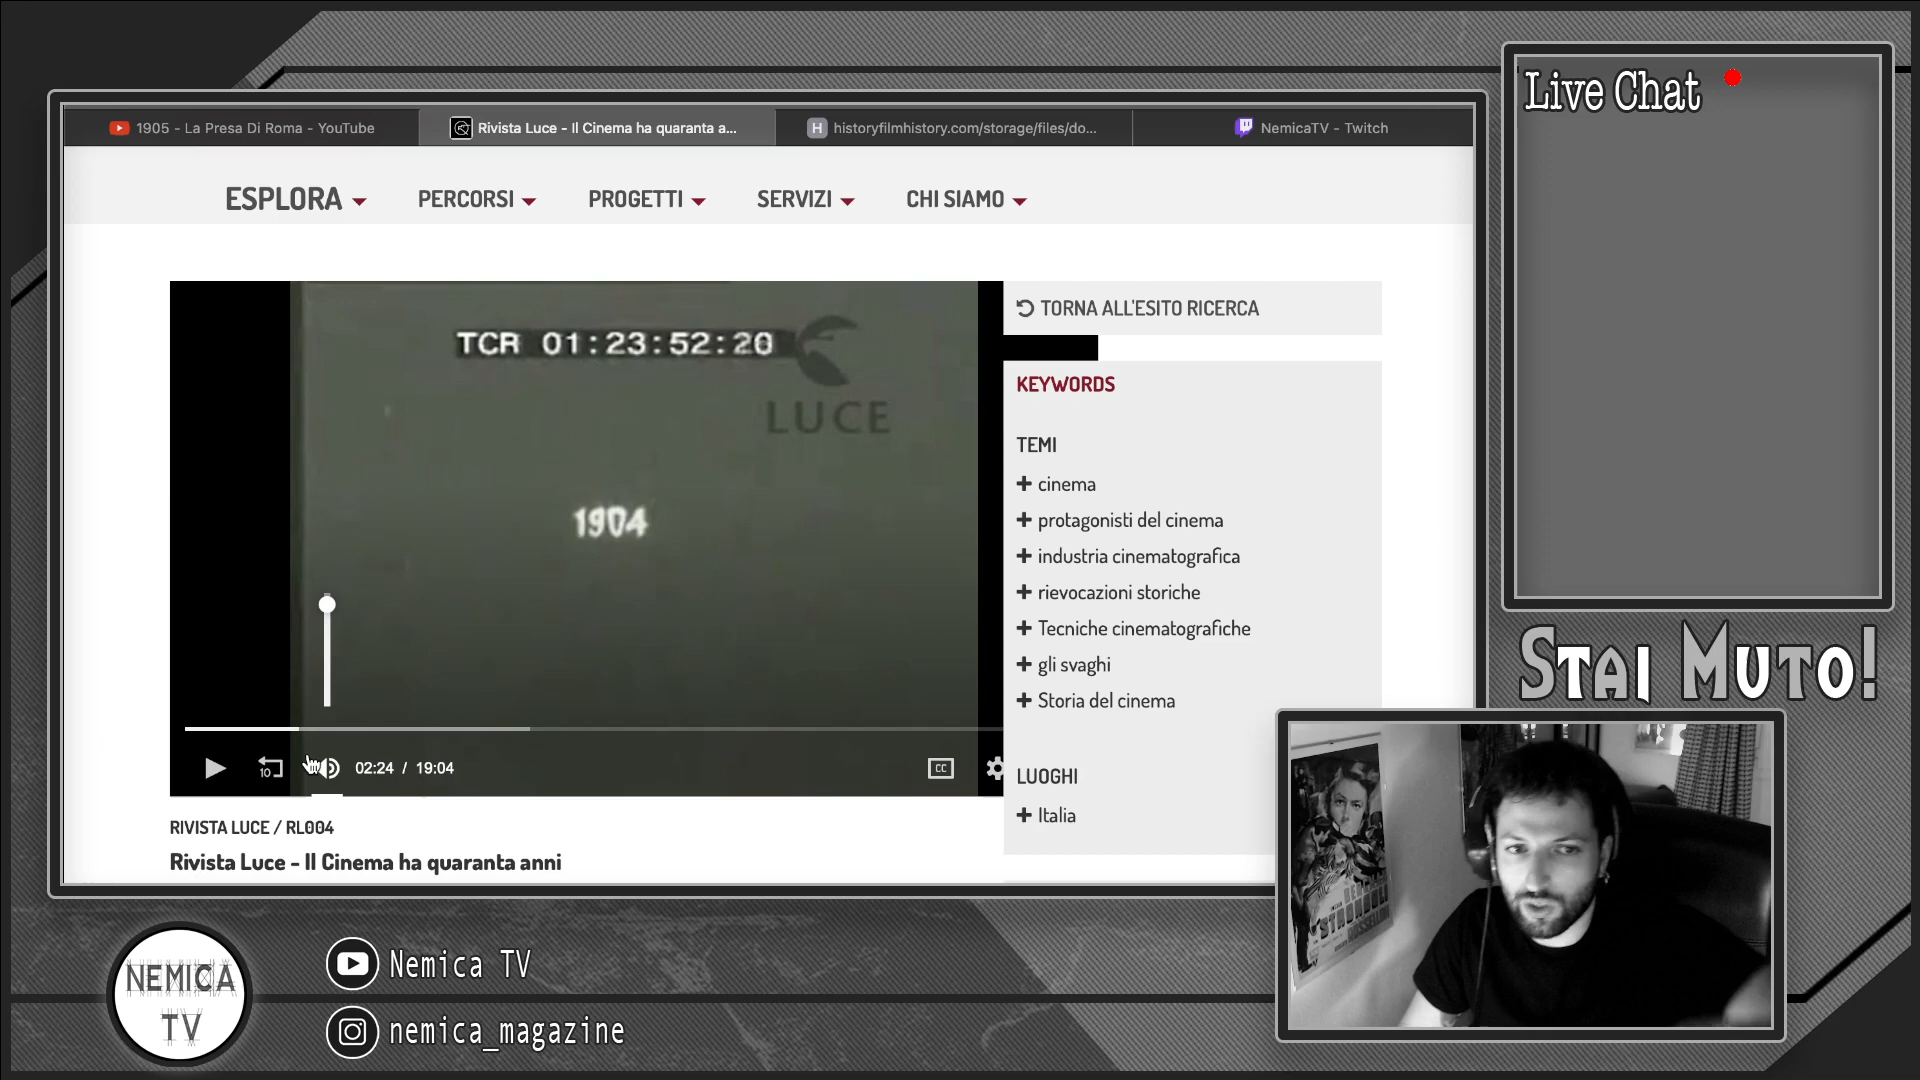 1905 - La Presa Di Roma - YouTube
Rivista Luce - Il Cinema ha quaranta a...
H historyfilmhistory.com/storage/files/do...
NemicaTV - Twitch
ESPLORA
PERCORSI
PROGETTI
SERVIZI
CHI SIAMO
TCR 01:23:52:20
LUCE
1904
10
02:24 / 19:04
CC
RIVISTA LUCE / RL004
Rivista Luce - Il Cinema ha quaranta anni
TORNA ALL'ESITO RICERCA
KEYWORDS
TEMI
+ cinema
+ protagonisti del cinema
+ industria cinematografica
+ rievocazioni storiche
+ Tecniche cinematografiche
+ gli svaghi
+ Storia del cinema
LUOGHI
+ Italia
Live Chat
Stai Muto!
STROMBOLI
NEMICA
TV
Nemica TV
nemica_magazine